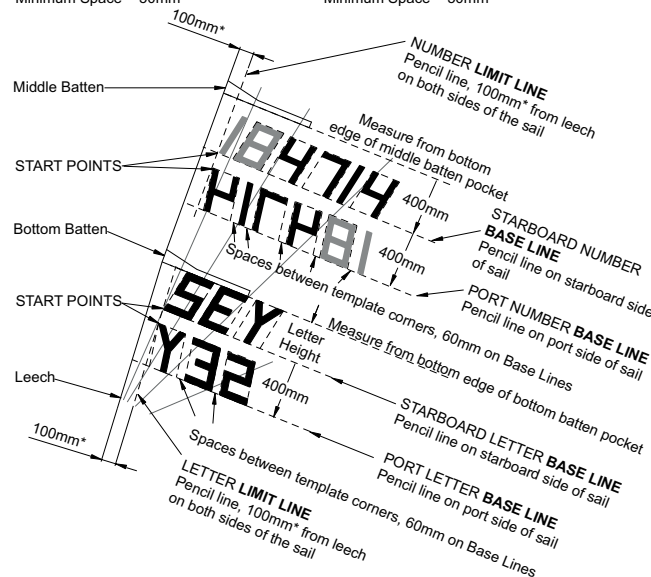 Minimum Space
Minimum Space
100mm*
NUMBER LIMIT LINE
Pencil line, 100mm* from leech
on both sides of the sail
Middle Batten
Measure from bottom
edge of middle batten pocket
184714
START POINTS
400mm
STARBOARD NUMBER
BASE LINE
Pencil line on starboard side
of sail
400mm
Bottom Batten
PORT NUMBER BASE LINE
Pencil line on port side of sail
Spaces between template corners, 60mm on Base Lines
SEY
START POINTS
Letter
Height
Measure from bottom edge of bottom batten pocket
400mm
Leech
STARBOARD LETTER BASE LINE
Pencil line on starboard side of sail
100mm*
PORT LETTER BASE LINE
Pencil line on port side of sail
Spaces between template corners, 60mm on Base Lines
LETTER LIMIT LINE
Pencil line, 100mm* from leech
on both sides of the sail